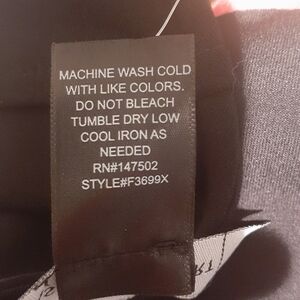 MACHINE WASH COLD
WITH LIKE COLORS.
DO NOT BLEACH
TUMBLE DRY LOW
COOL IRON AS
NEEDED
RN#147502
STYLE#F3699X